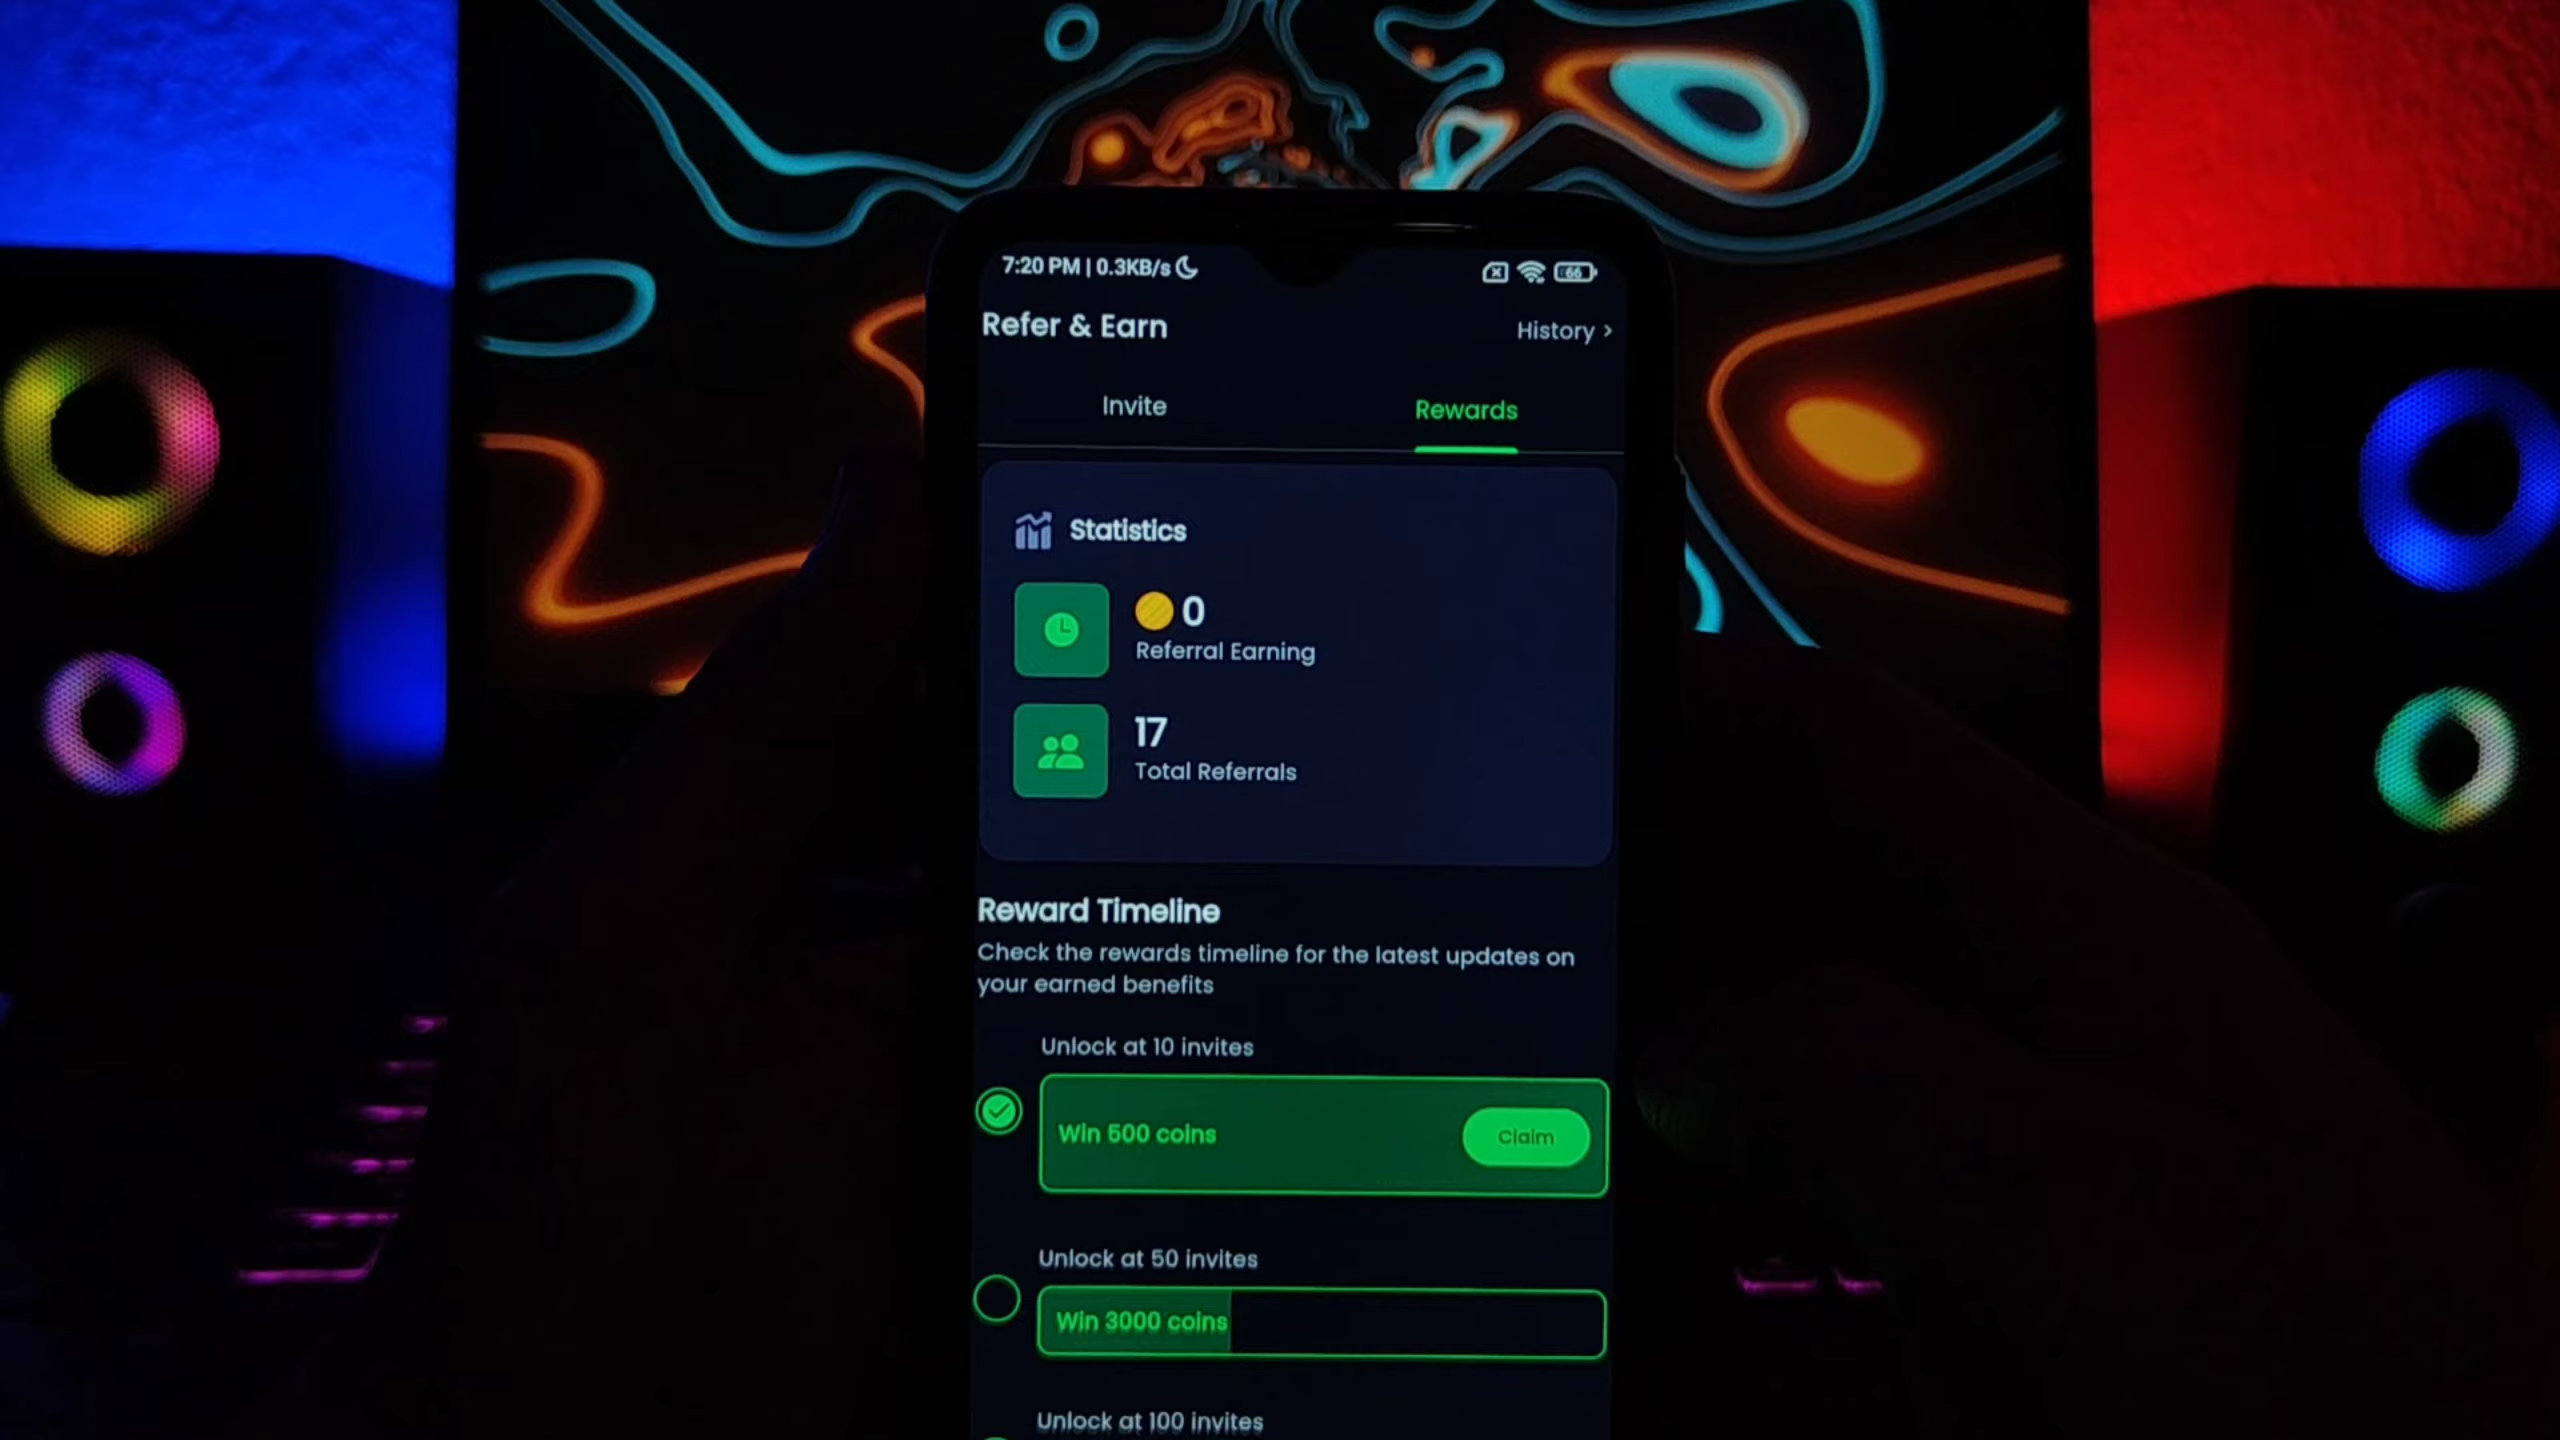 7:20 PM | 0.3KB/s
66
Refer & Earn
History >
Invite
Rewards
Statistics
0
Referral Earning
17
Total Referrals
Reward Timeline
Check the rewards timeline for the latest updates on
your earned benefits
Unlock at 10 invites
Win 500 coins
Claim
Unlock at 50 invites
Win 3000 coins
Unlock at 100 invites